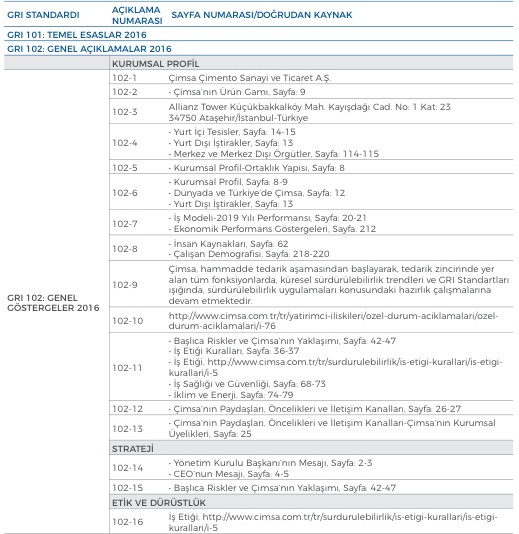 GRI STANDARDI AÇIKLAMA NUMARASI SAYFA NUMARASI/DOĞRUDAN KAYNAK
GRI 101: TEMEL ESASLAR 2016
GRI 102: GENEL AÇIKLAMALAR 2016
GRI 102: GENEL GÖSTERGELER 2016
KURUMSAL PROFİL
102-1 Çimsa Çimento Sanayi ve Ticaret A.Ş.
102-2 • Çimsa'nın Ürün Gamı, Sayfa: 9
102-3 Allianz Tower Küçükbakkalköy Mah. Kayışdağı Cad. No: 1 Kat: 23
34750 Ataşehir/İstanbul-Türkiye
102-4 • Yurt İçi Tesisler, Sayfa: 14-15
• Yurt Dışı İştirakler, Sayfa: 13
• Merkez ve Merkez Dışı Örgütler, Sayfa: 114-115
102-5 • Kurumsal Profil-Ortaklık Yapısı, Sayfa: 8
102-6 • Kurumsal Profil, Sayfa: 8-9
• Dünyada ve Türkiye'de Çimsa, Sayfa: 12
• Yurt Dışı İştirakler, Sayfa: 13
102-7 • İş Modeli-2019 Yılı Performansı, Sayfa: 20-21
• Ekonomik Performans Göstergeleri, Sayfa: 212
102-8 • İnsan Kaynakları, Sayfa: 62
• Çalışan Demografisi, Sayfa: 218-220
102-9 Çimsa, hammadde tedarik aşamasından başlayarak, tedarik zincirinde yer
alan tüm fonksiyonlarda, küresel sürdürülebilirlik trendleri ve GRI Standartları
ışığında, sürdürülebilirlik uygulamaları konusundaki hazırlık çalışmalarına
devam etmektedir.
102-10 http://www.cimsa.com.tr/tr/yatirimci-iliskileri/ozel-durum-aciklamalari/ozel-
durum-aciklamalari/i-76
102-11 • Başlıca Riskler ve Çimsa'nın Yaklaşımı, Sayfa: 42-47
• İş Etiği Kuralları, Sayfa: 36-37
• İş Etiği, http://www.cimsa.com.tr/tr/surdurulebilirlik/is-etigi-kurallari/is-etigi-
kurallari/i-5
• İş Sağlığı ve Güvenliği, Sayfa: 68-73
• İklim ve Enerji, Sayfa: 74-79
102-12 • Çimsa'nın Paydaşları, Öncelikleri ve İletişim Kanalları, Sayfa: 26-27
102-13 • Çimsa'nın Paydaşları, Öncelikleri ve İletişim Kanalları-Çimsa'nın Kurumsal
Üyelikleri, Sayfa: 25
STRATEJİ
102-14 • Yönetim Kurulu Başkanı'nın Mesajı, Sayfa: 2-3
• CEO'nun Mesajı, Sayfa: 4-5
102-15 • Başlıca Riskler ve Çimsa'nın Yaklaşımı, Sayfa: 42-47
ETİK VE DÜRÜSTLÜK
102-16 İş Etiği, http://www.cimsa.com.tr/tr/surdurulebilirlik/is-etigi-kurallari/is-etigi-
kurallari/i-5